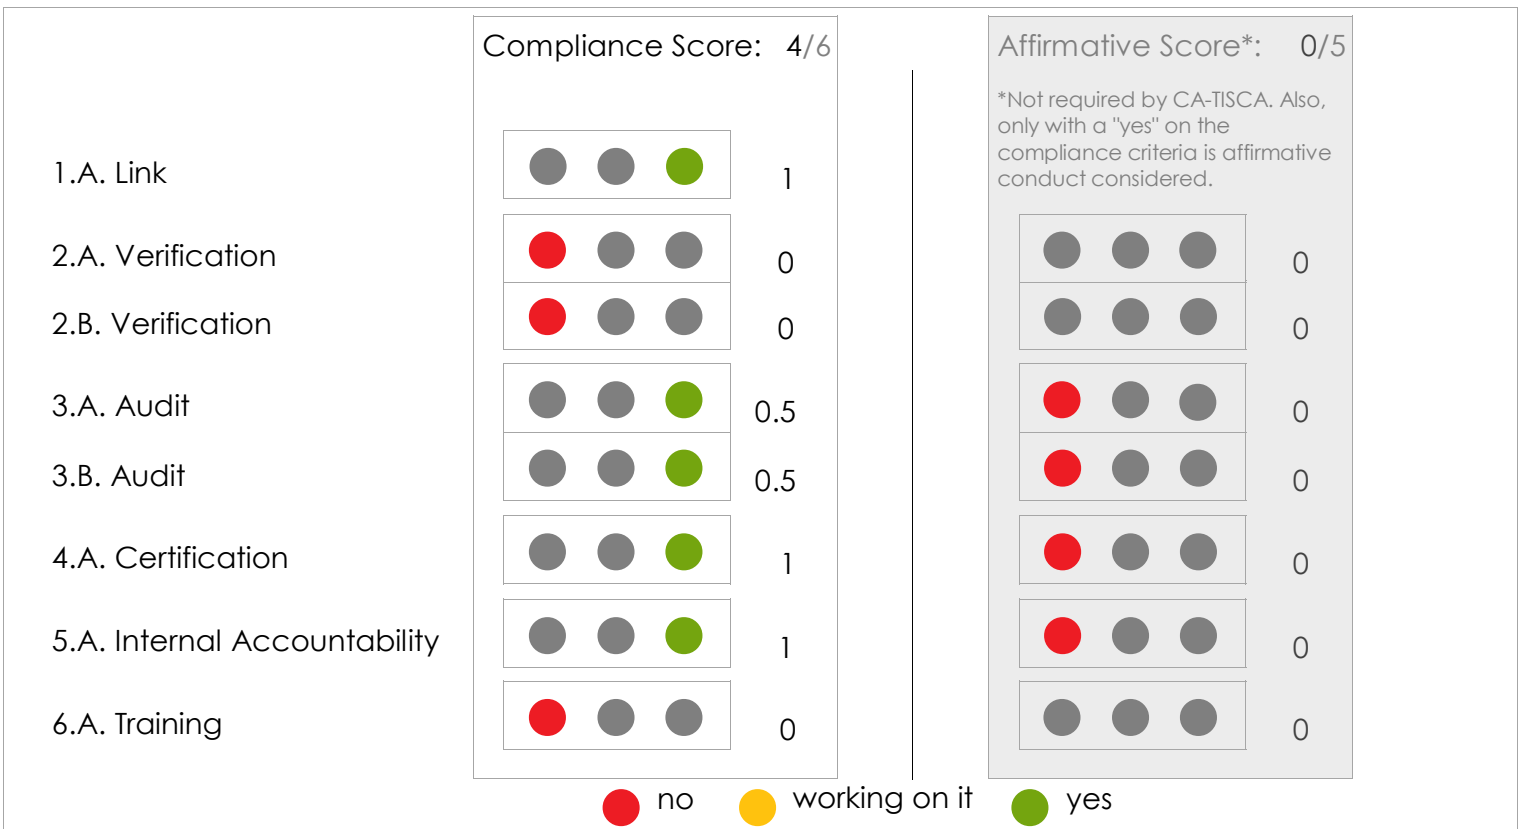 Compliance Score: 4/6
Affirmative Score*: 0/5
*Not required by CA-TISCA. Also,
only with a "yes" on the
compliance criteria is affirmative
conduct considered.
1.A. Link 1
2.A. Verification 0 0
2.B. Verification 0 0
3.A. Audit 0.5 0
3.B. Audit 0.5 0
4.A. Certification 1 0
5.A. Internal Accountability 1 0
6.A. Training 0 0
no working on it yes